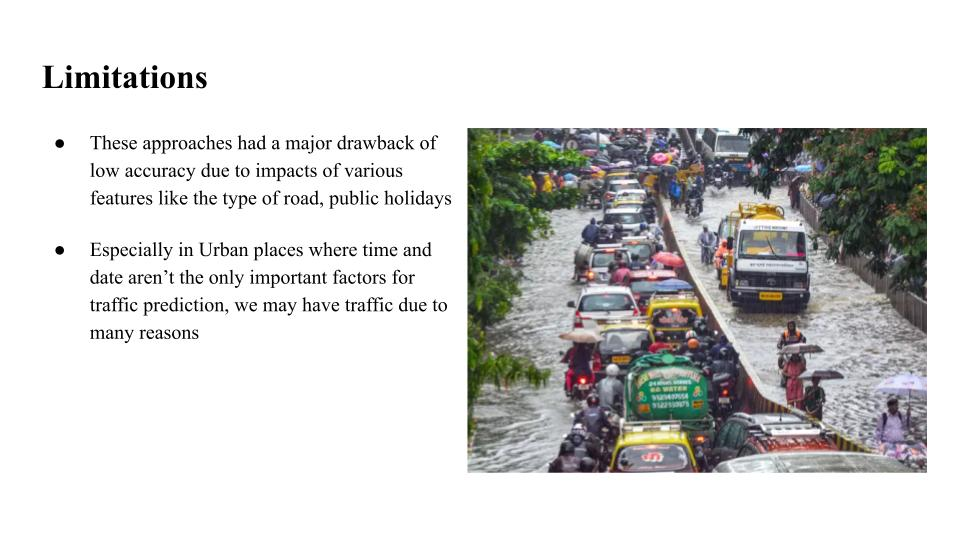 Limitations
● These approaches had a major drawback of
low accuracy due to impacts of various
features like the type of road, public holidays
● Especially in Urban places where time and
date aren’t the only important factors for
traffic prediction, we may have traffic due to
many reasons
24 HOURS